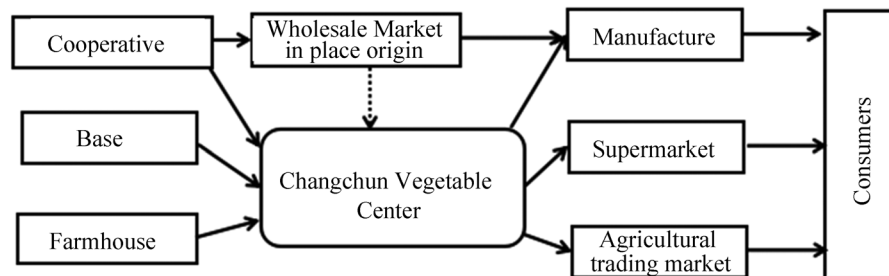 Cooperative
Wholesale Market
in place origin
Manufacture
Base
Changchun Vegetable
Center
Supermarket
Farmhouse
Agricultural
trading market
Consumers